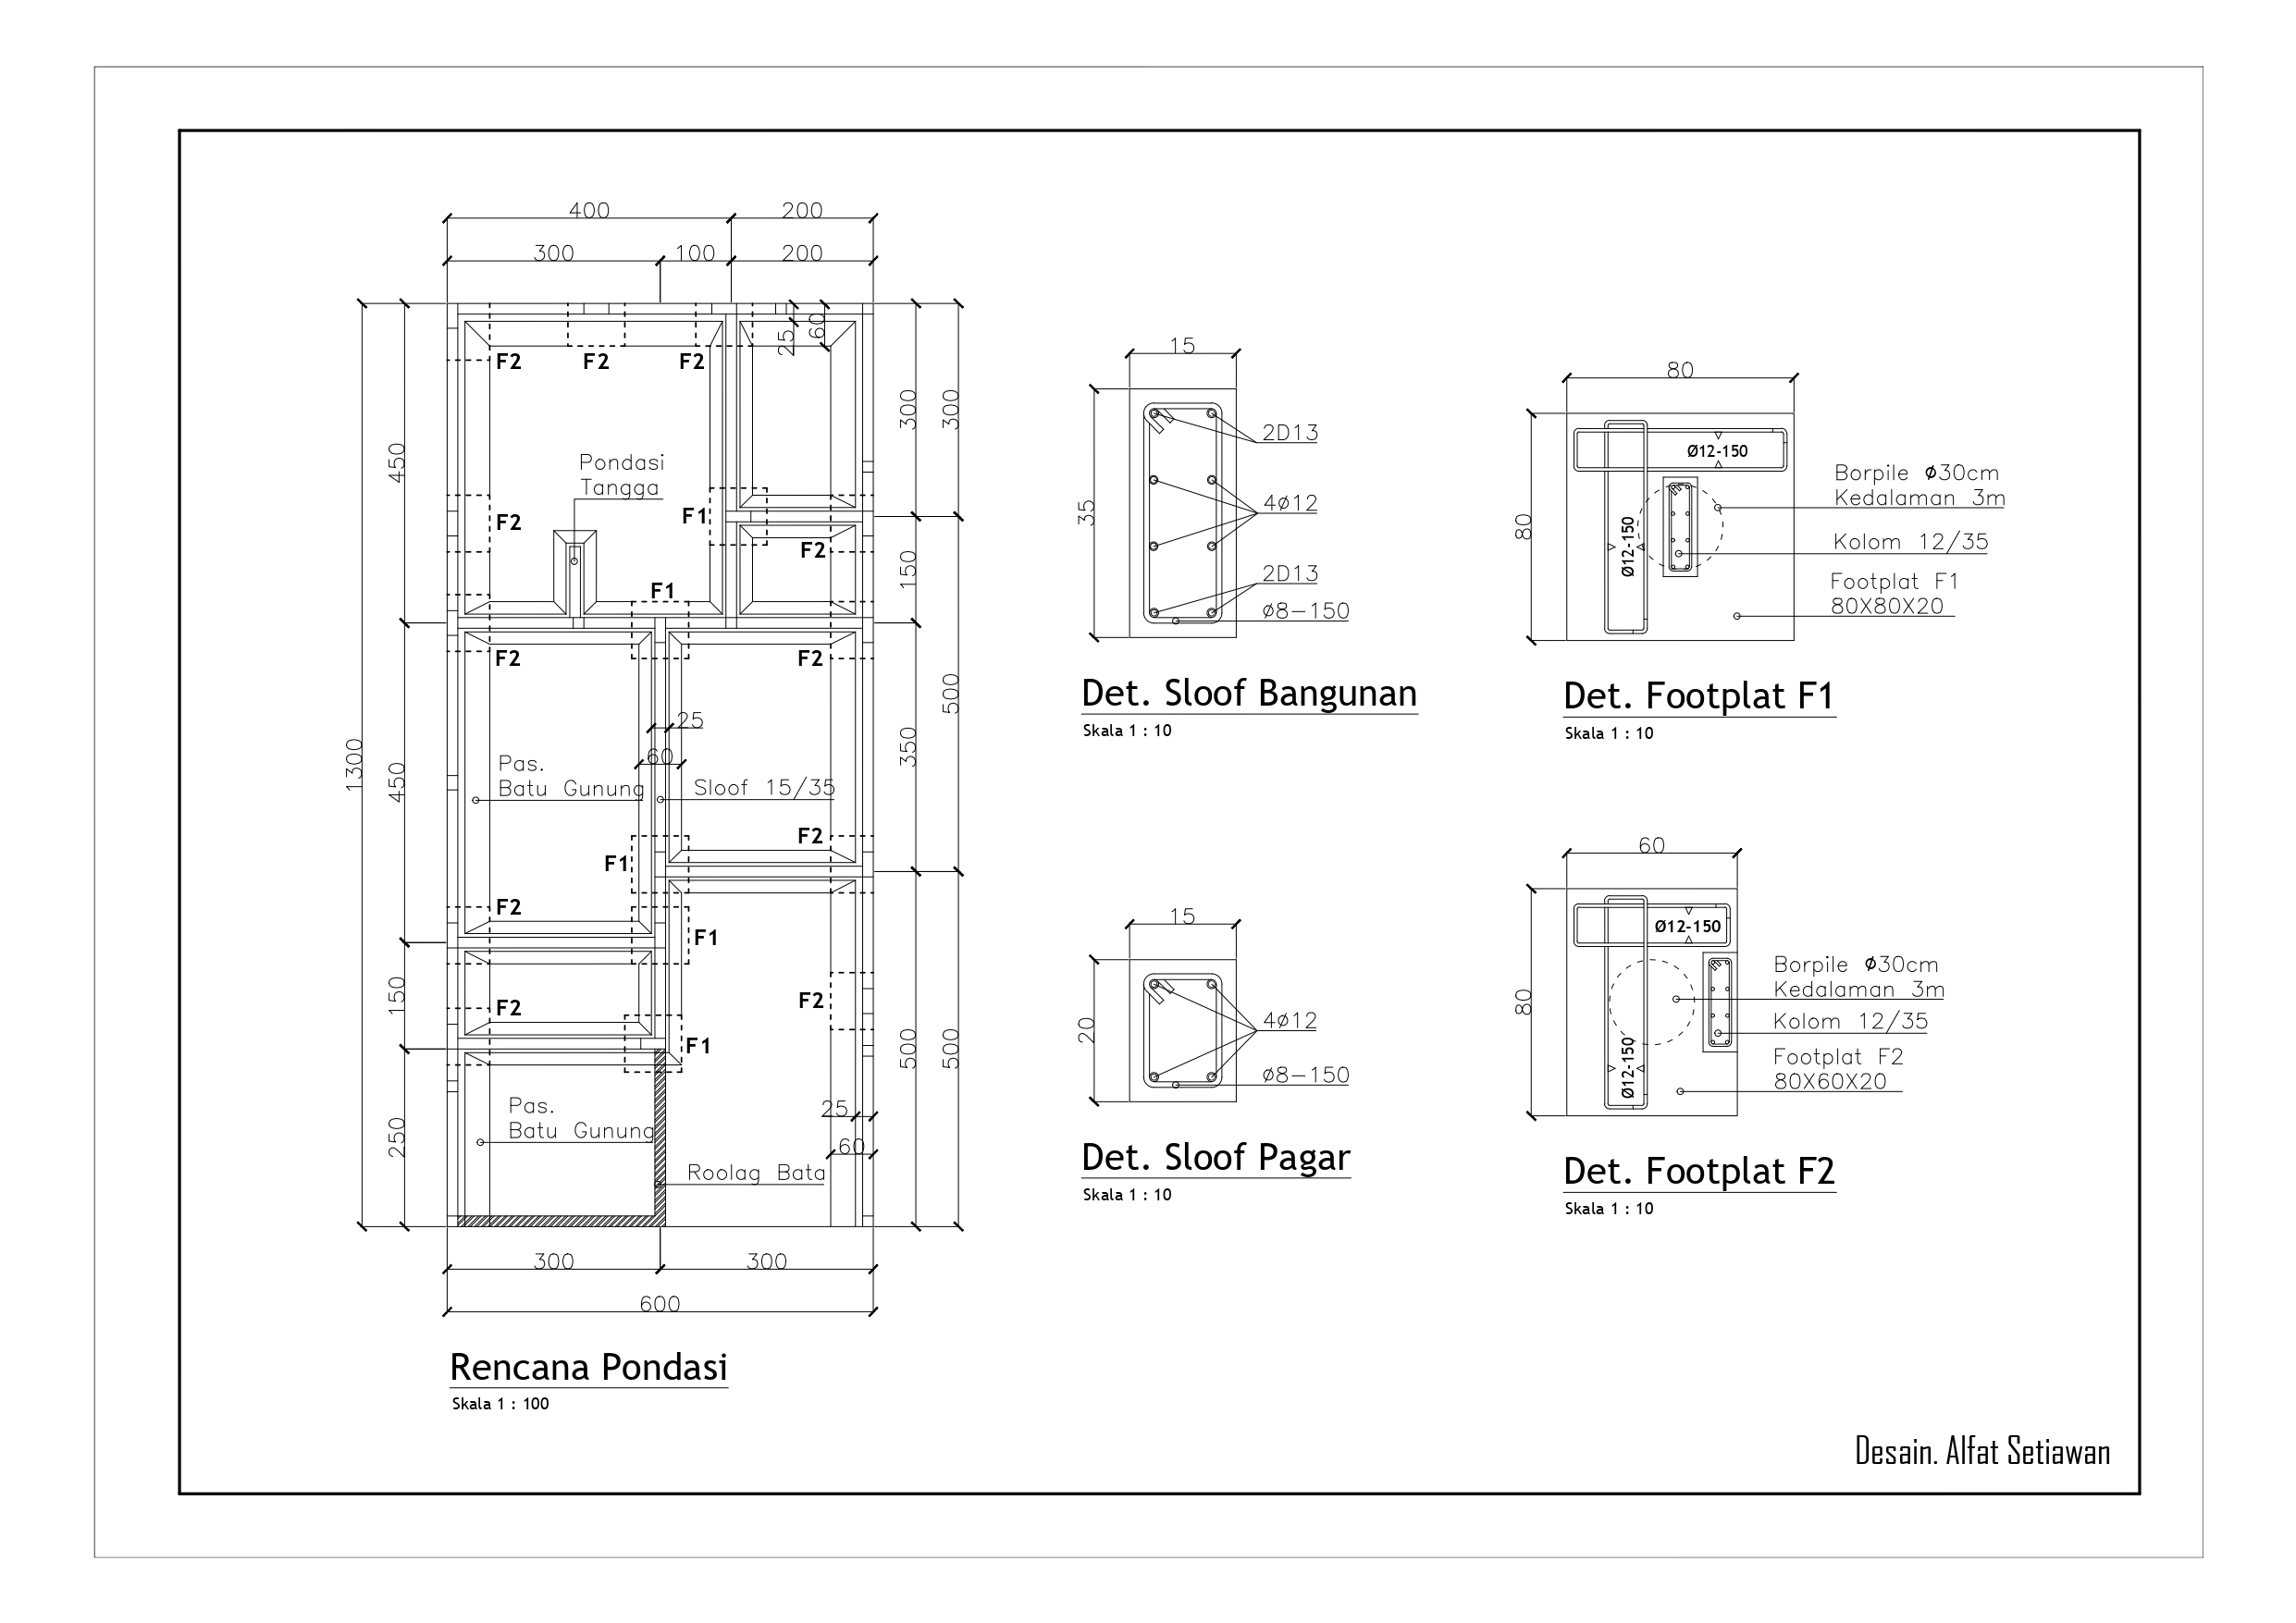 400
200
300
100
200
25
60
F2
F2
F2
300
300
450
Pondasi
Tangga
F2
F1
F2
150
F1
F2
F2
500
25
60
1300
450
350
Pas.
Batu Gunung
Sloof 15/35
F2
F1
F2
F1
F2
F2
150
F1
500
500
250
Pas.
Batu Gunung
25
60
Roolag Bata
300
300
600
Rencana Pondasi
Skala 1 : 100
15
35
2D13
4ø12
2D13
ø8-150
Det. Sloof Bangunan
Skala 1 : 10
15
20
4ø12
ø8-150
Det. Sloof Pagar
Skala 1 : 10
80
80
Ø12-150
Ø12-150
Borpile ø30cm
Kedalaman 3m
Kolom 12/35
Footplat F1
80X80X20
Det. Footplat F1
Skala 1 : 10
60
80
Ø12-150
Ø12-150
Borpile ø30cm
Kedalaman 3m
Kolom 12/35
Footplat F2
80X60X20
Det. Footplat F2
Skala 1 : 10
Desain. Alfat Setiawan